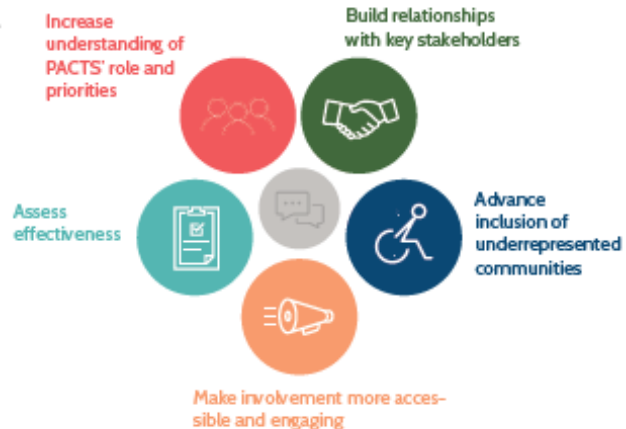 Increase
understanding of
PACTS' role and
priorities
Build relationships
with key stakeholders
Advance
inclusion of
underrepresented
communities
Make involvement more acces-
sible and engaging
Assess
effectiveness